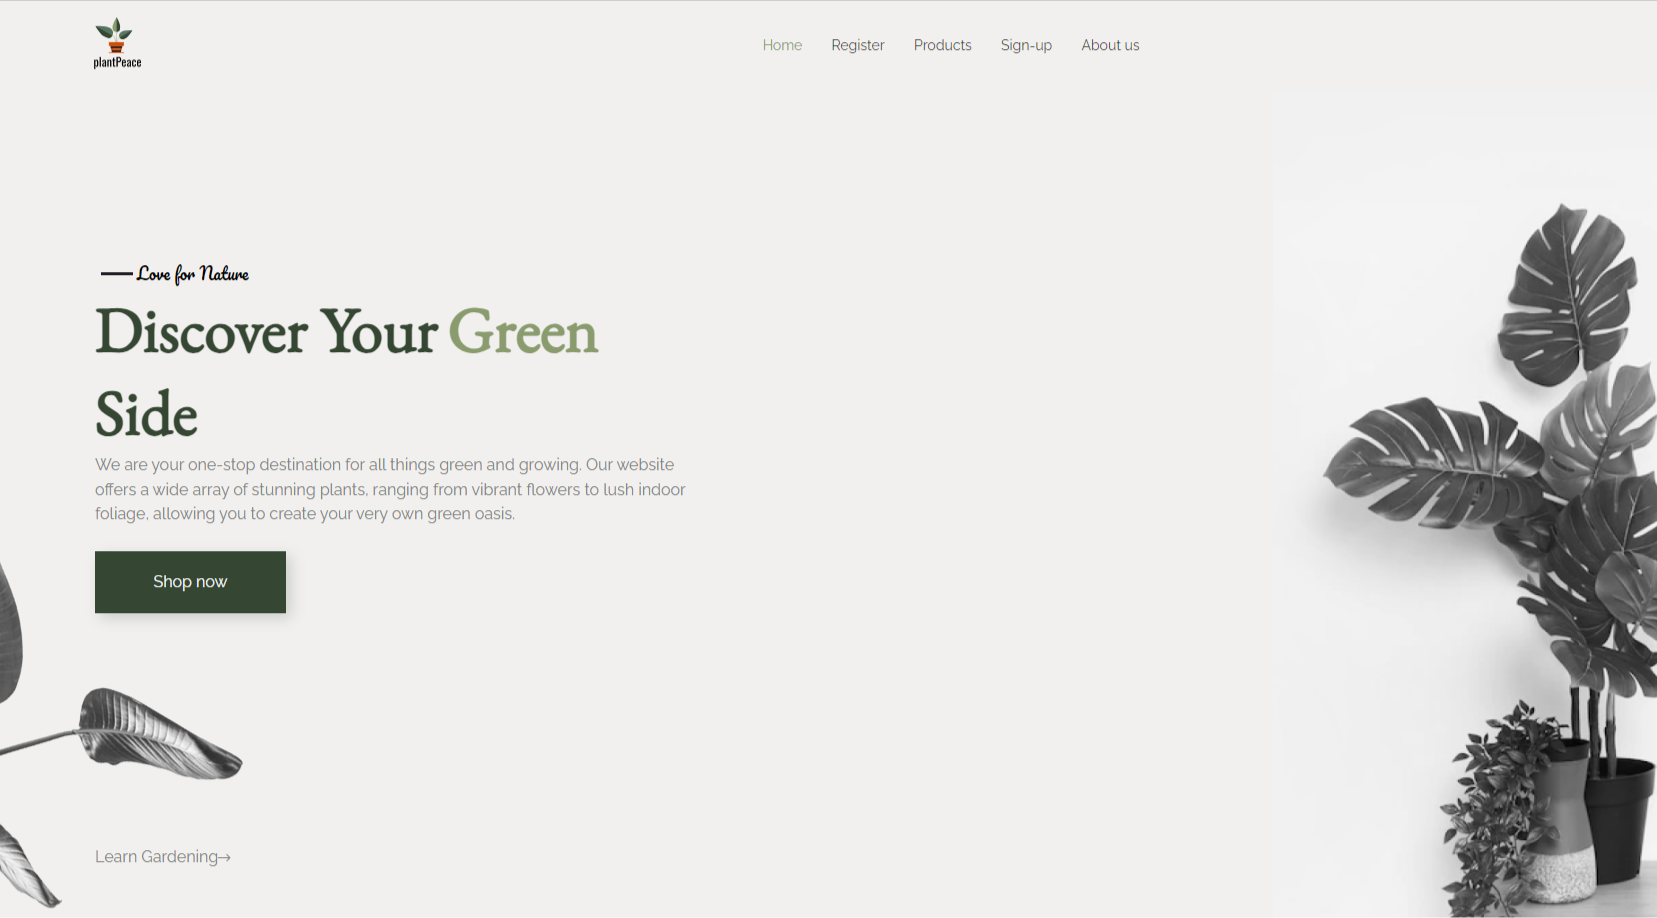 plantPeace
Home Register Products Sign-up About us
Love for Nature
Discover Your Green
Side
We are your one-stop destination for all things green and growing. Our website
offers a wide array of stunning plants, ranging from vibrant flowers to lush indoor
foliage, allowing you to create your very own green oasis.
Shop now
Learn Gardening→